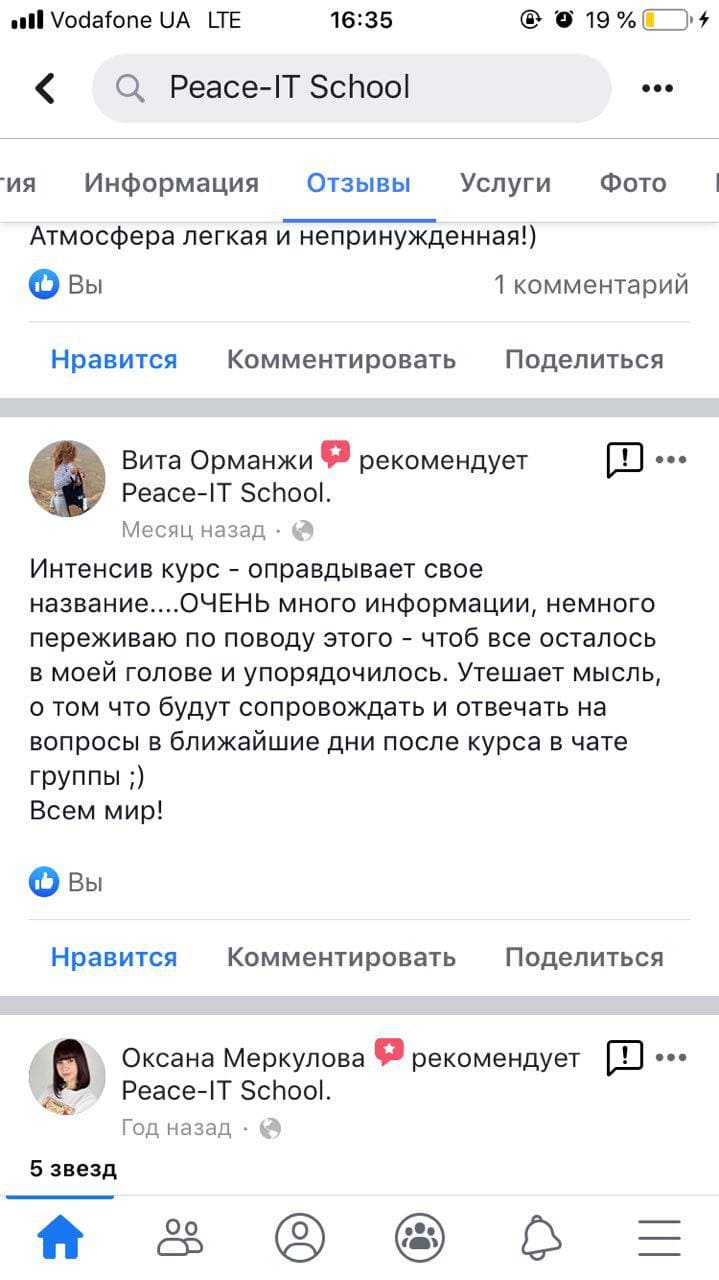 Vodafone UA LTE 16:35 19 %
Peace-IT School
тия Информация Отзывы Услуги Фото
Атмосфера легкая и непринужденная!)
Вы 1 комментарий
Нравится Комментировать Поделиться
Вита Орманжи рекомендует
Peace-IT School.
Месяц назад ·
Интенсив курс - оправдывает свое
название....ОЧЕНЬ много информации, немного
переживаю по поводу этого - чтоб все осталось
в моей голове и упорядочилось. Утешает мысль,
о том что будут сопровождать и отвечать на
вопросы в ближайшие дни после курса в чате
группы ;)
Всем мир!
Вы
Нравится Комментировать Поделиться
Оксана Меркулова рекомендует
Peace-IT School.
Год назад ·
5 звезд